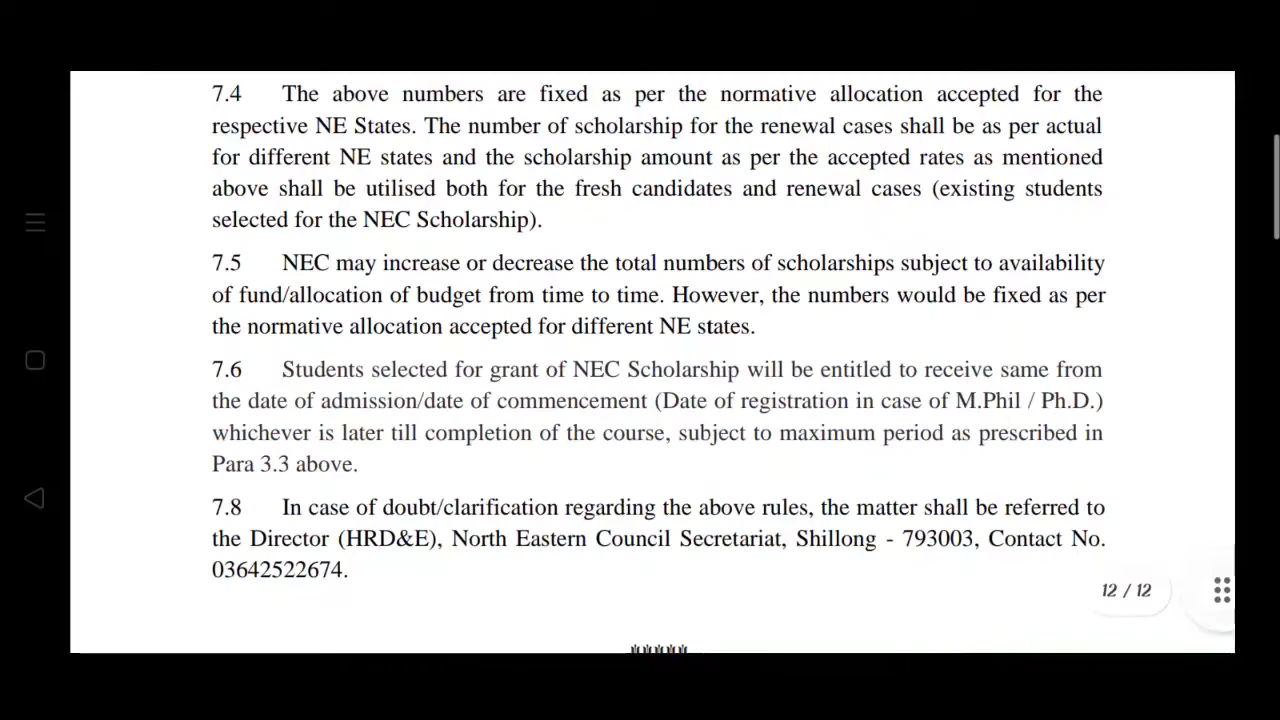 7.4 The above numbers are fixed as per the normative allocation accepted for the
respective NE States. The number of scholarship for the renewal cases shall be as per actual
for different NE states and the scholarship amount as per the accepted rates as mentioned
above shall be utilised both for the fresh candidates and renewal cases (existing students
selected for the NEC Scholarship).
7.5 NEC may increase or decrease the total numbers of scholarships subject to availability
of fund/allocation of budget from time to time. However, the numbers would be fixed as per
the normative allocation accepted for different NE states.
7.6 Students selected for grant of NEC Scholarship will be entitled to receive same from
the date of admission/date of commencement (Date of registration in case of M.Phil / Ph.D.)
whichever is later till completion of the course, subject to maximum period as prescribed in
Para 3.3 above.
7.8 In case of doubt/clarification regarding the above rules, the matter shall be referred to
the Director (HRD&E), North Eastern Council Secretariat, Shillong - 793003, Contact No.
03642522674.
12 / 12